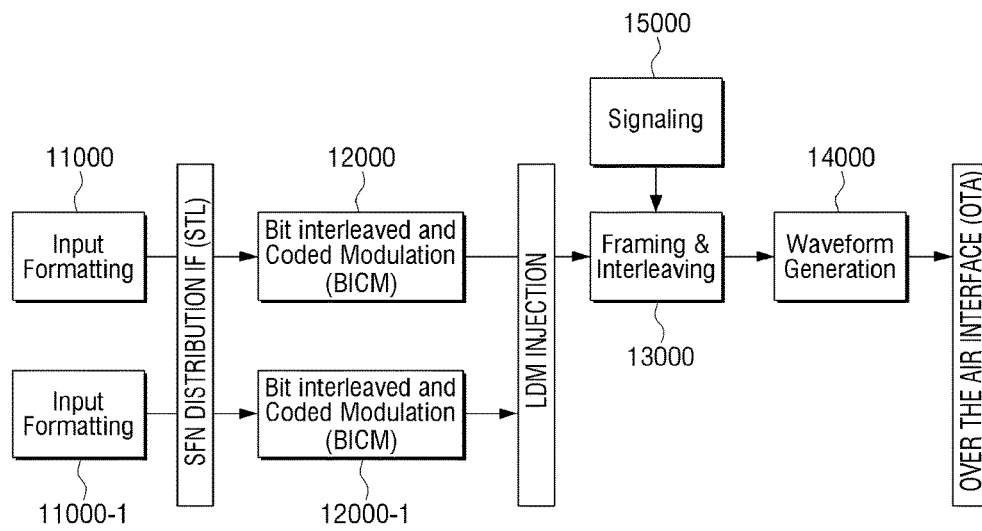 15000
Signaling
11000
12000
14000
Input
Formatting
SFN DISTRIBUTION IF (STL)
Bit interleaved and
Coded Modulation
(BICM)
LDM INJECTION
Framing &
Interleaving
Waveform
Generation
OVER THE AIR INTERFACE (OTA)
13000
Input
Formatting
Bit interleaved and
Coded Modulation
(BICM)
11000-1
12000-1